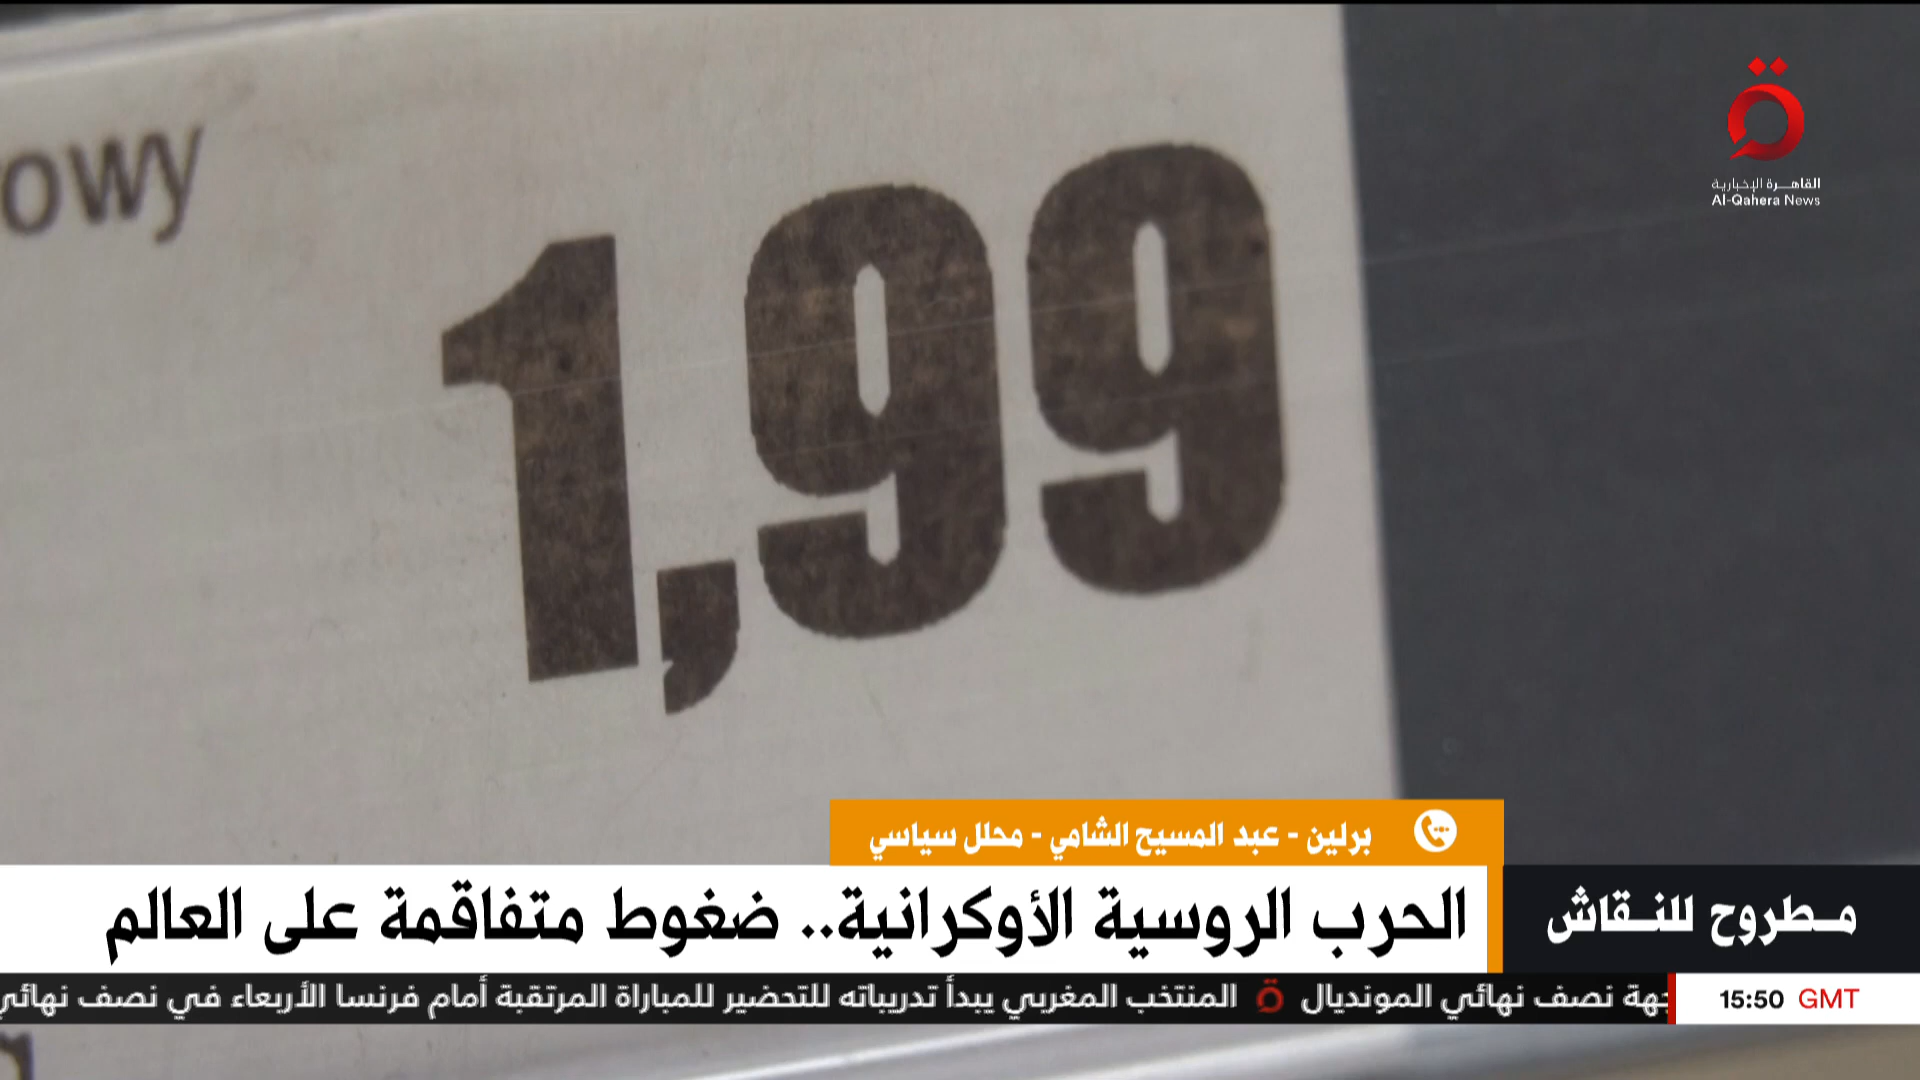 القاهرة الإخبارية
Al-Qahera News
owy
1,99
برلين - عبد المسيح الشامي - محلل سياسي
مطروح للنقاش
الحرب الروسية الأوكرانية.. ضغوط متفاقمة على العالم
15:50 GMT
جهة نصف نهائي المونديال
المنتخب المغربي يبدأ تدريباته للتحضير للمباراة المرتقبة أمام فرنسا الأربعاء في نصف نهائي